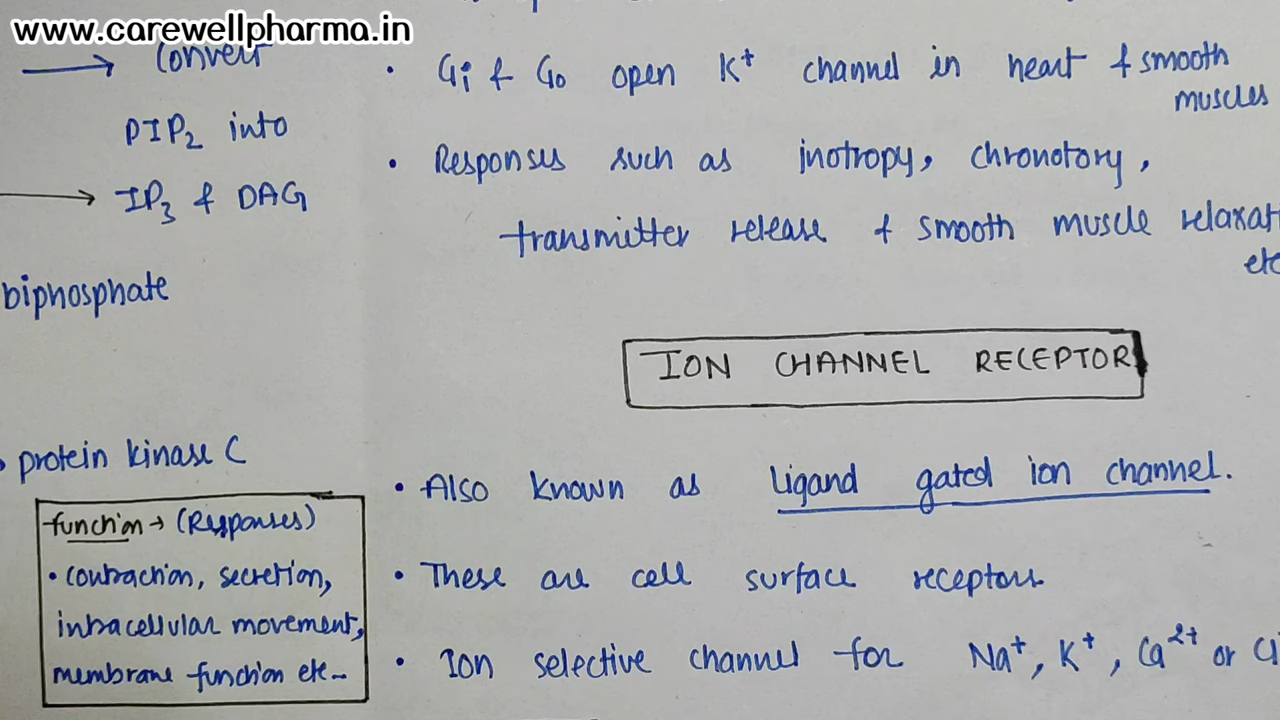 www.carewellpharma.in
convert
PIP2 into
IP3 & DAG
biphosphate
protein kinase C
function → (Responses)
• contraction, secretion,
intracellular movement,
membrane function etc--
• Gi & Go open K+ channel in heart & smooth
muscles
• Responses such as inotropy, chronotory,
transmitter release & smooth muscle relaxat
etc
ION CHANNEL RECEPTOR
• Also known as ligand gated ion channel.
• These are cell surface receptors
• Ion selective channel for Na+, K+, Ca2+ or Cl